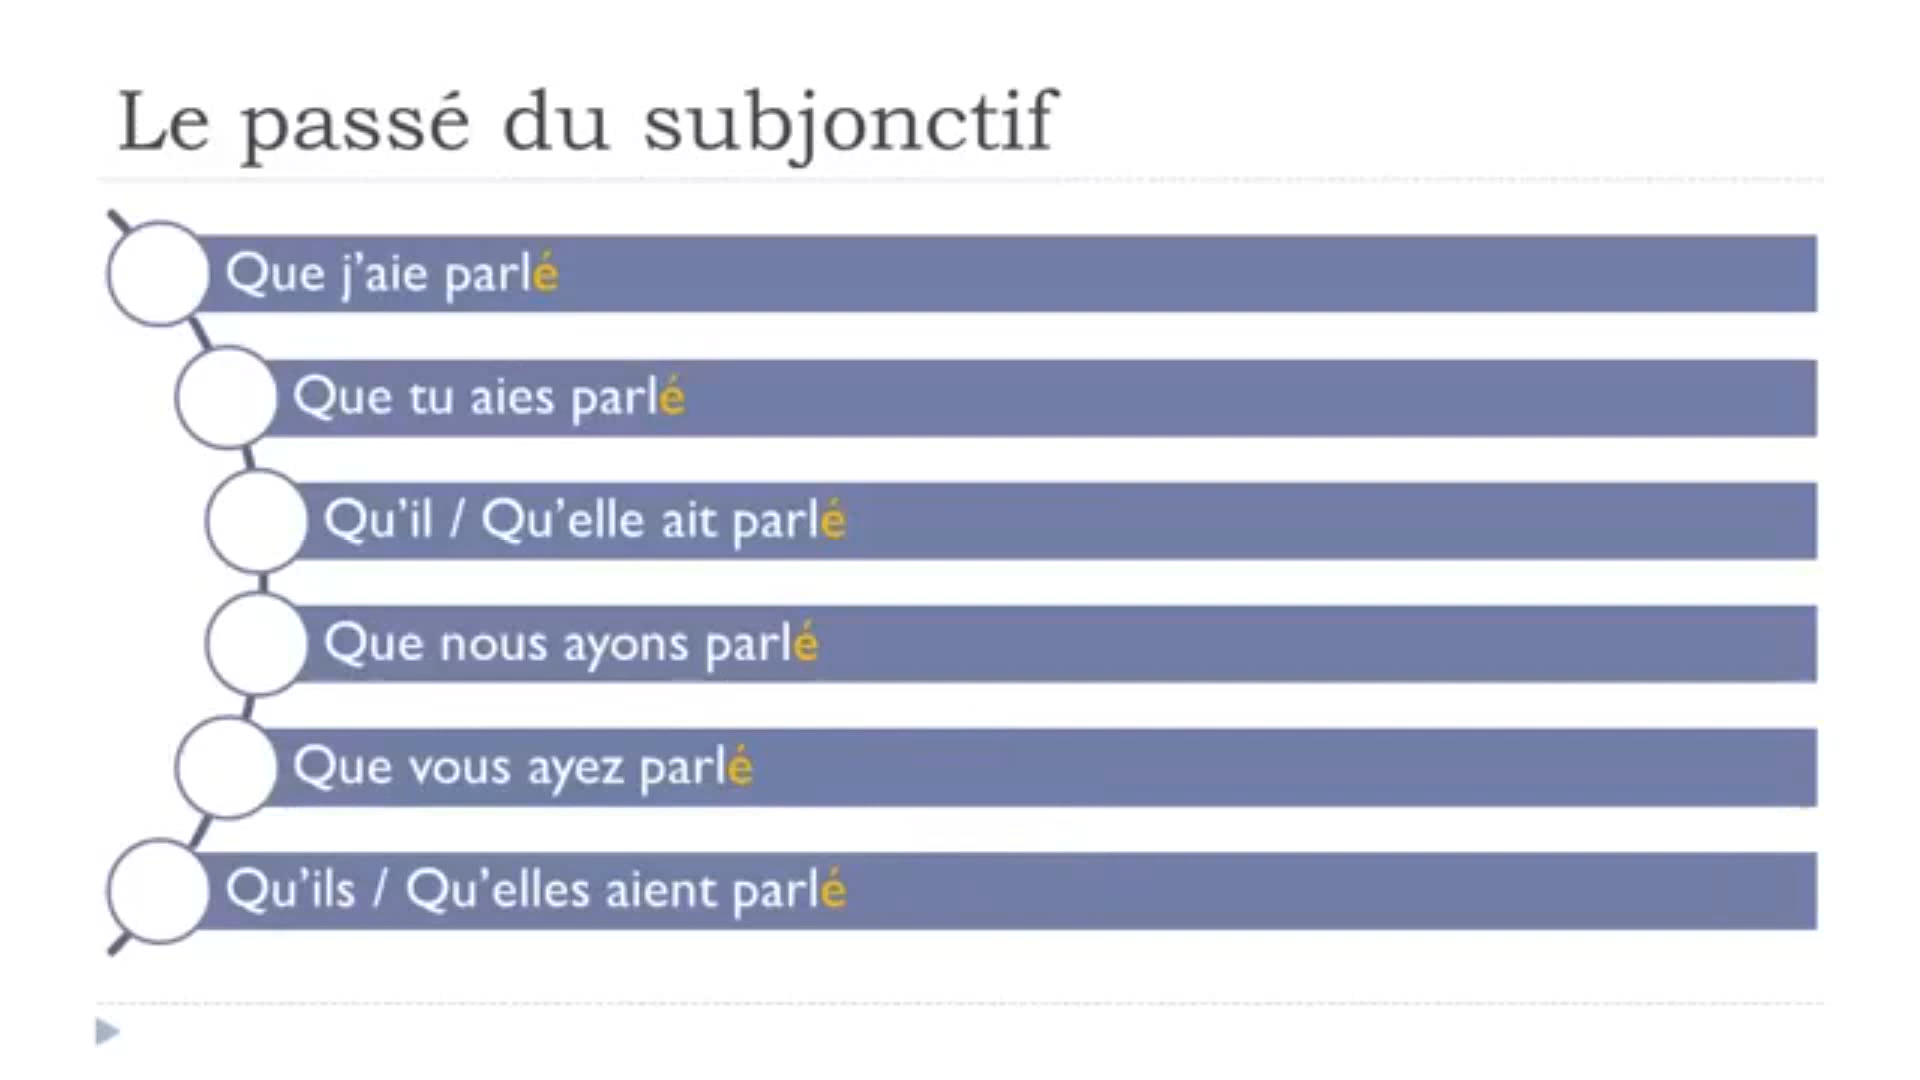 Le passé du subjonctif
Que j’aie parlé
Que tu aies parlé
Qu’il / Qu’elle ait parlé
Que nous ayons parlé
Que vous ayez parlé
Qu’ils / Qu’elles aient parlé